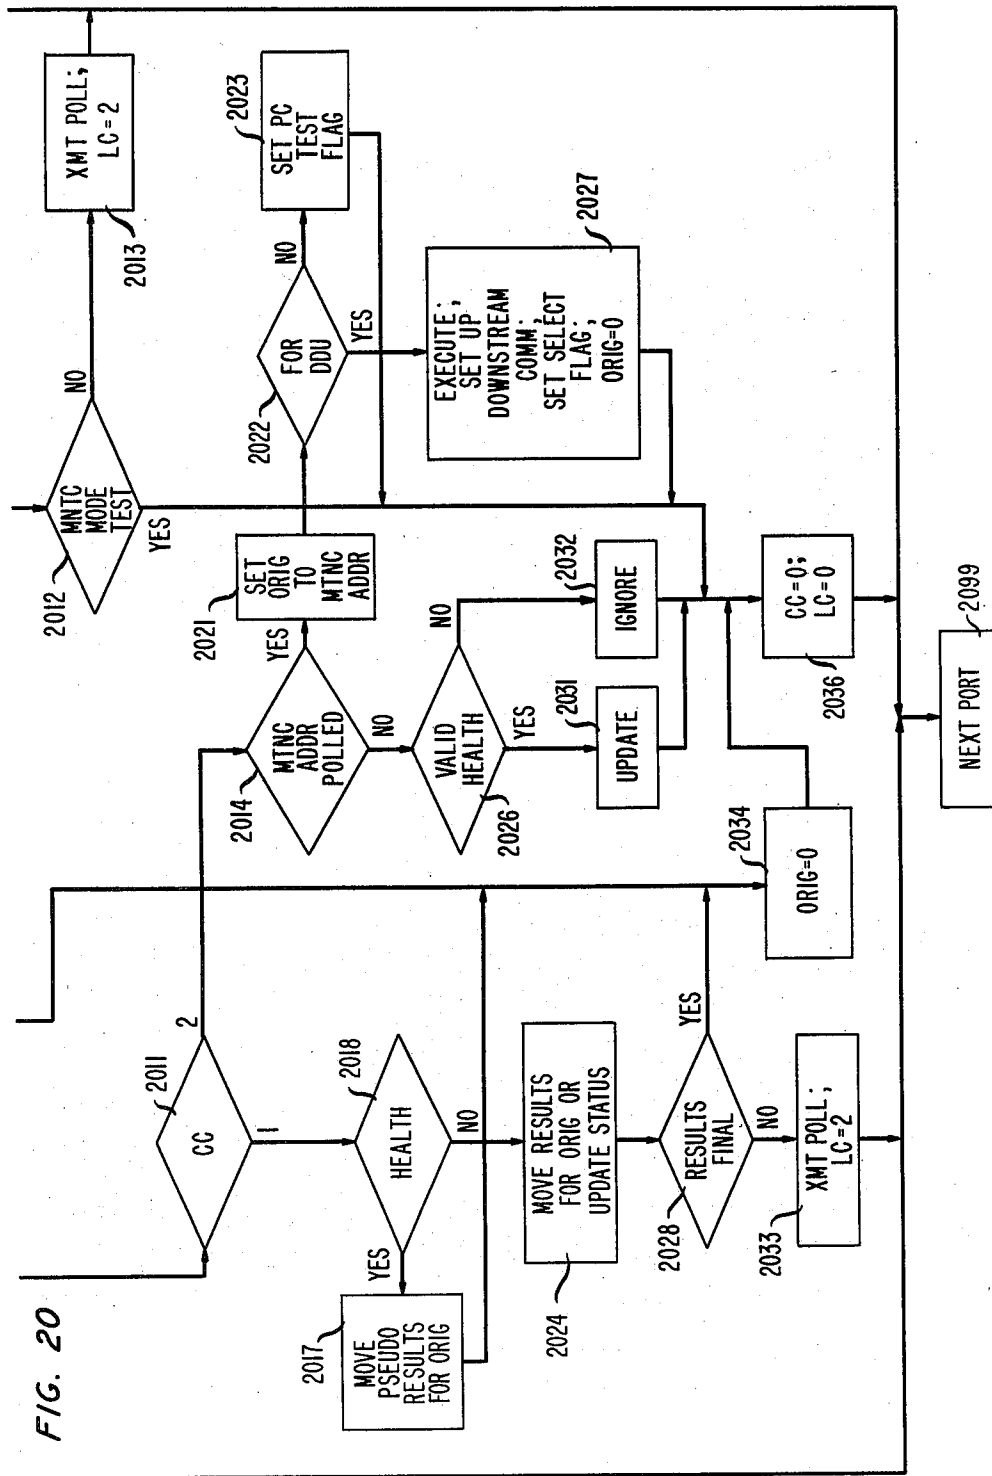 FIG. 20
2011
CC
1
2
2018
HEALTH
YES
NO
2017
MOVE
PSEUDO
RESULTS
FOR ORIG
MOVE RESULTS
FOR ORIG OR
UPDATE STATUS
2024
RESULTS
FINAL
2028
YES
NO
XMT POLL;
LC=2
2033
2012
MNTC
MODE
TEST
NO
YES
XMT POLL;
LC=2
2013
MTNC
ADDR
POLLED
2014
YES
NO
SET
ORIG
TO
MTNC
ADDR
2021
FOR
DDU
2022
NO
YES
SET PC
TEST
FLAG
2023
EXECUTE;
SET UP
DOWNSTREAM
COMM;
SET SELECT
FLAG;
ORIG=0
2027
VALID
HEALTH
2026
NO
YES
2031
UPDATE
2032
IGNORE
2034
ORIG=0
CC=0;
LC=0
2036
NEXT PORT
2099